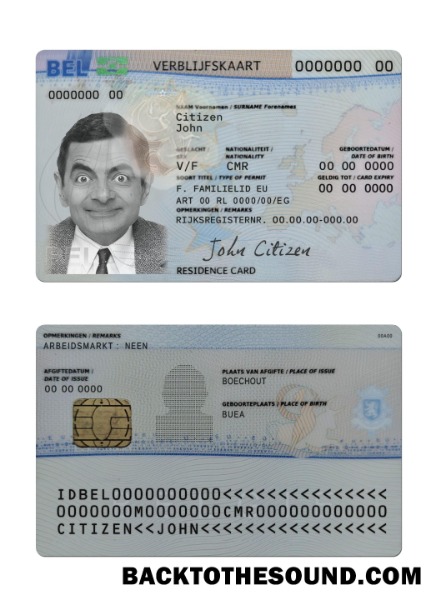 BEL VERBLIJFSKAART 0000000 00
0000000 00
NAAM Voornamen / SURNAME Forenames
Citizen
John
GESLACHT: NATIONALITEIT / GEBOORTEDATUM /
SEX NATIONALITY DATE OF BIRTH
V/F CMR 00 00 0000
SOORT TITEL / TYPE OF PERMIT GELDIG TOT / CARD EXPIRY
F. FAMILIELID EU 00 00 0000
ART 00 RL 0000/00/EG
OPMERKINGEN / REMARKS
RIJKSREGISTERNR. 00.00.00-000.00
John Citizen
RESIDENCE CARD
OPMERKINGEN / REMARKS
ARBEIDSMARKT: NEEN
AFGIFTEDATUM / PLAATS VAN AFGIFTE / PLACE OF ISSUE
DATE OF ISSUE BOECHOUT
00 00 0000
GEBOORTEPLAATS / PLACE OF BIRTH
BUEA
IDBEL0000000000<<<<<<<<<<<<<<<
0000000M0000000CMR000000000000
CITIZEN<<JOHN<<<<<<<<<<<<<<<<<
BACKTOTHESOUND.COM